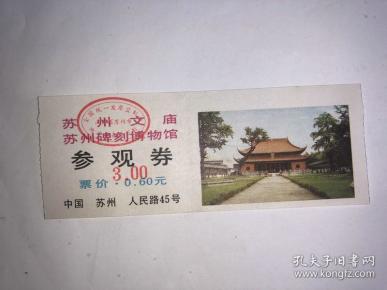 苏州文庙
苏州碑刻博物馆
参观券
3.00
票价·0.60元
中国 苏州 人民路45号
孔夫子旧书网
www.kongfz.com